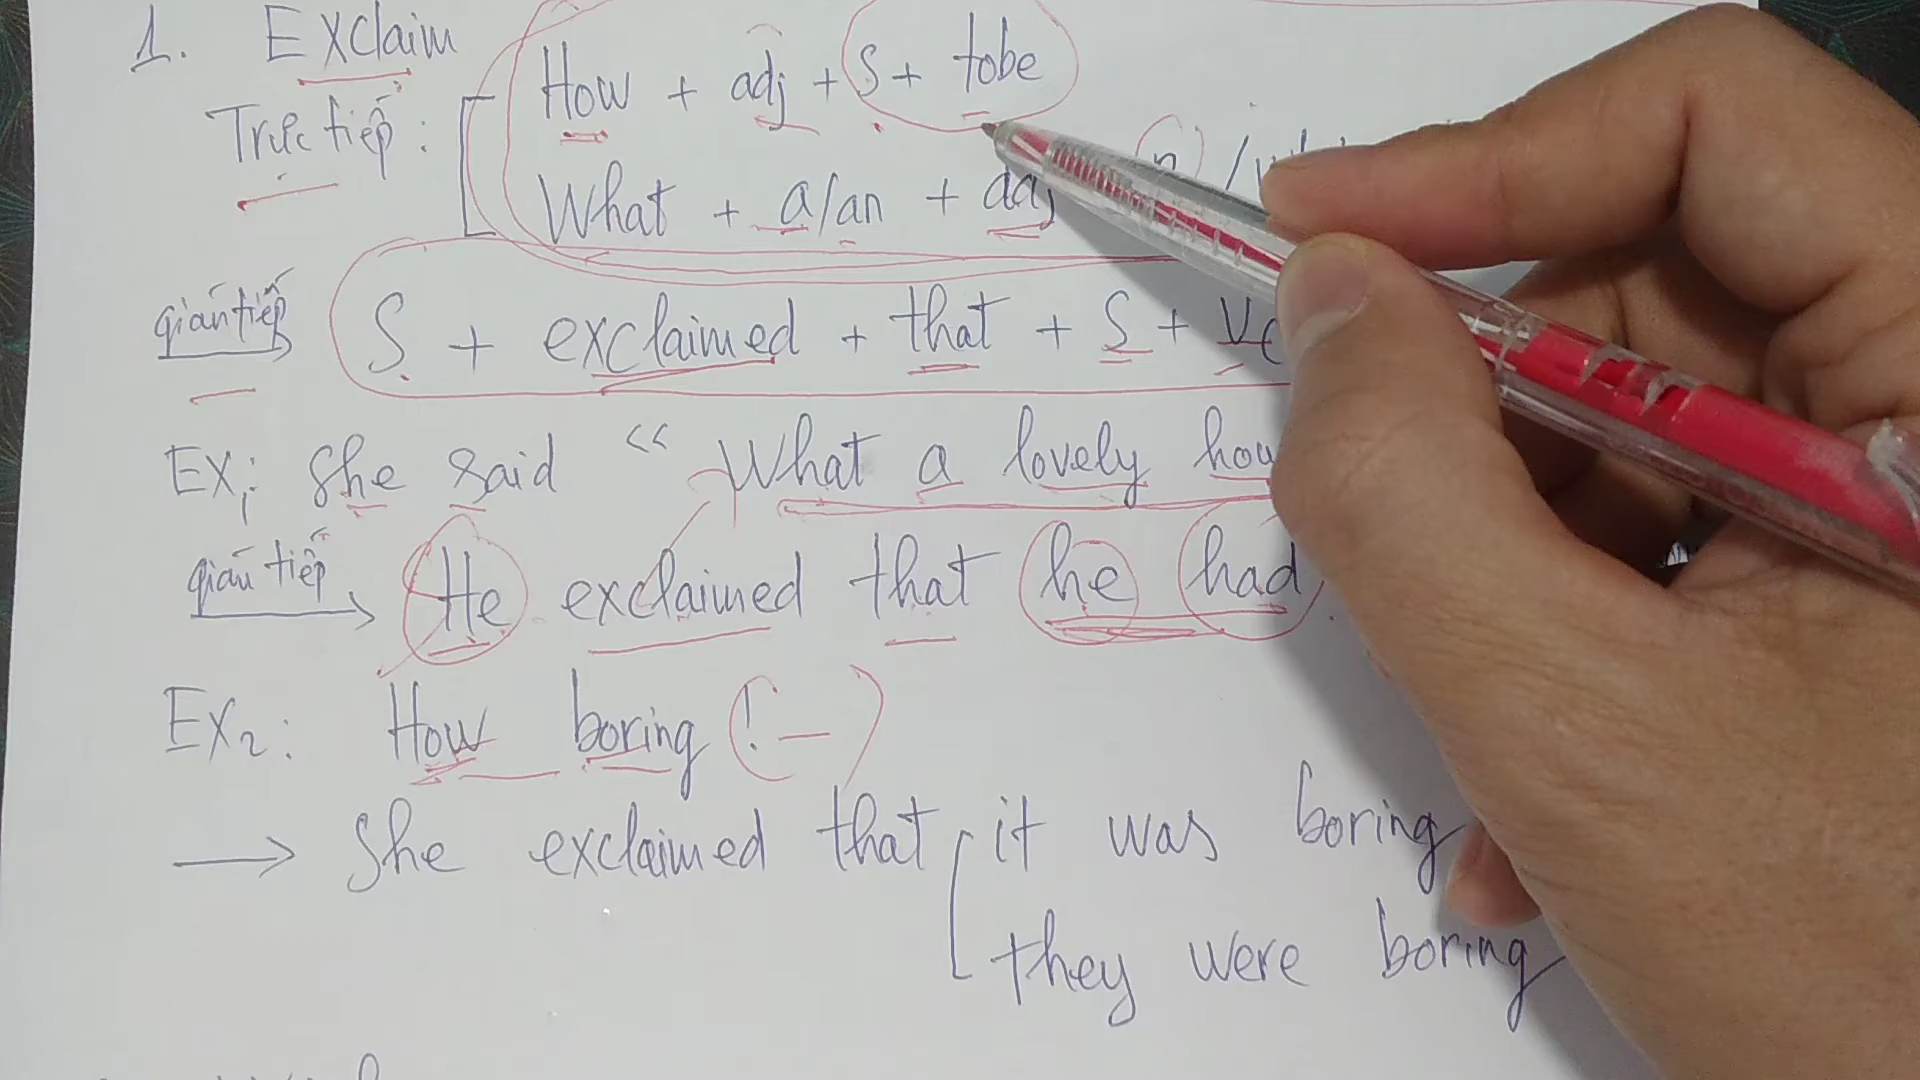 1. Exclaim
How + adj + S + tobe
Trực tiếp :
What + a/an + adj
gián tiếp
S + exclaimed + that + S + V
Ex1: She said " What a lovely
gián tiếp
He exclaimed that he had.
Ex2: How boring ! —
She exclaimed that it was boring
they were boring